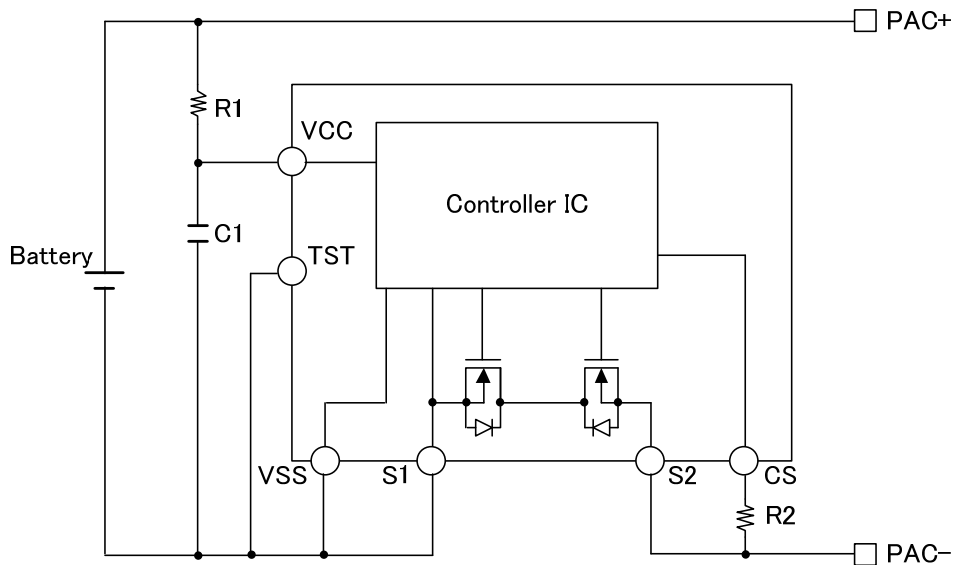 PAC+
R1
VCC
Controller IC
C1
Battery
TST
VSS
S1
S2
CS
R2
PAC-